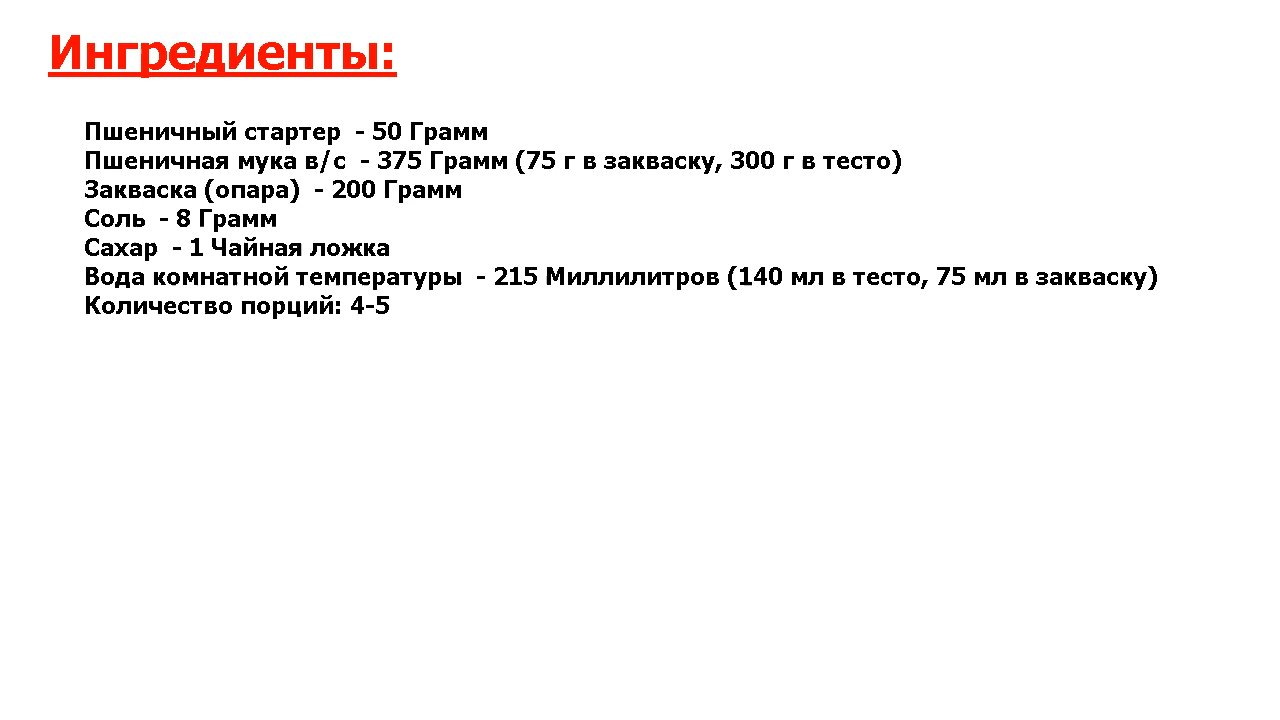 Ингредиенты:
Пшеничный стартер  - 50 Грамм
Пшеничная мука в/с  - 375 Грамм (75 г в закваску, 300 г в тесто)
Закваска (опара)  - 200 Грамм
Соль  - 8 Грамм
Сахар  - 1 Чайная ложка
Вода комнатной температуры  - 215 Миллилитров (140 мл в тесто, 75 мл в закваску)
Количество порций: 4-5